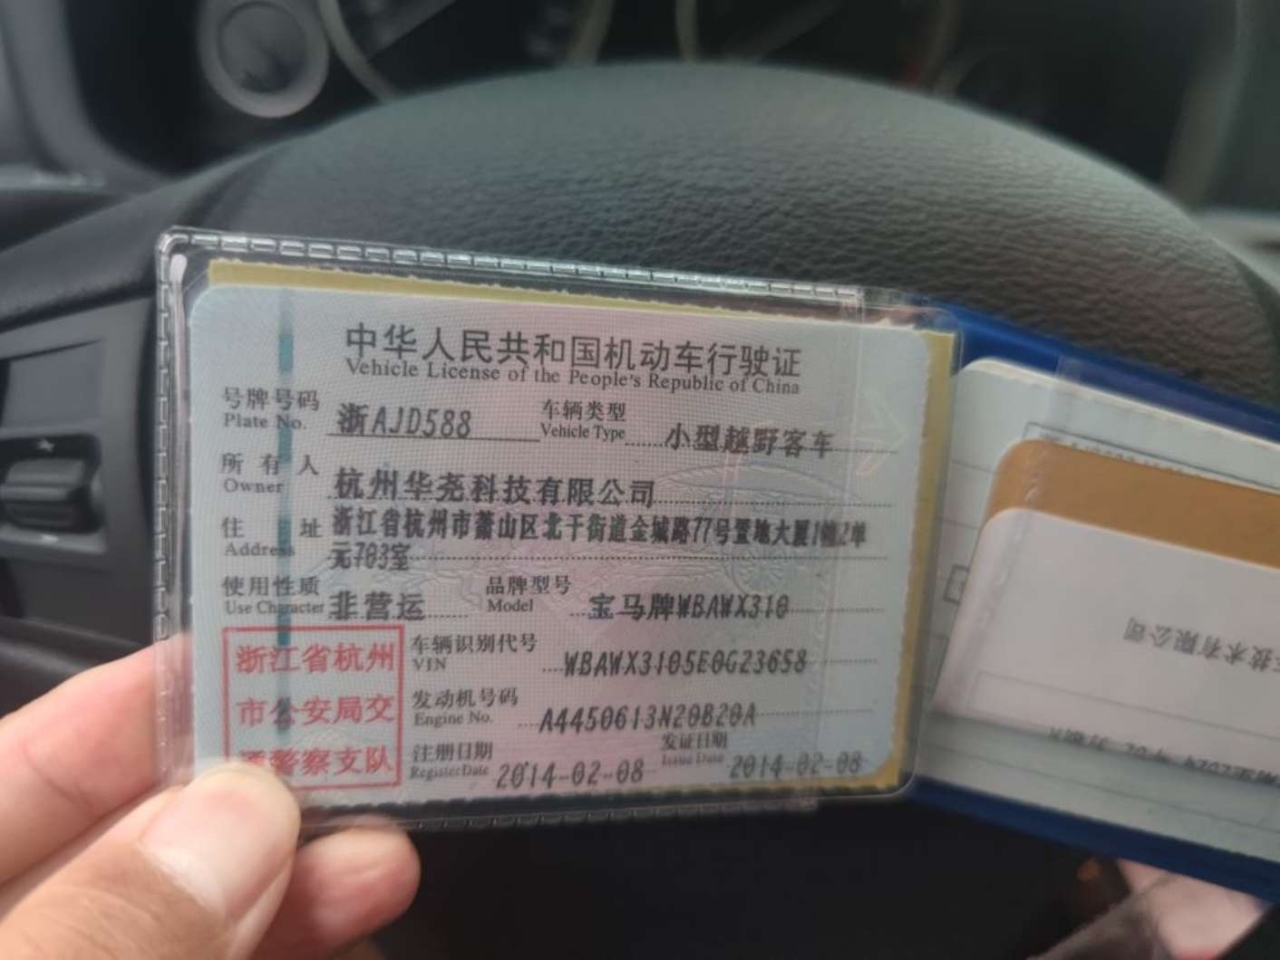 中华人民共和国机动车行驶证
Vehicle License of the People's Republic of China
号牌号码 浙AJD588 车辆类型 小型越野客车
Plate No. Vehicle Type
所有人 杭州华尧科技有限公司
Owner
住址 浙江省杭州市萧山区北干街道金城路77号置地大厦1幢2单
Address 元703室
使用性质 非营运 品牌型号 宝马牌WBAWX310
Use Character Model
浙江省杭州
市公安局交
通警察支队
车辆识别代号 WBAWX3105E0G23658
VIN
发动机号码 A4450613N20B20A
Engine No.
注册日期 2014-02-08 发证日期 2014-02-08
Register Date Issue Date
技术有限公司